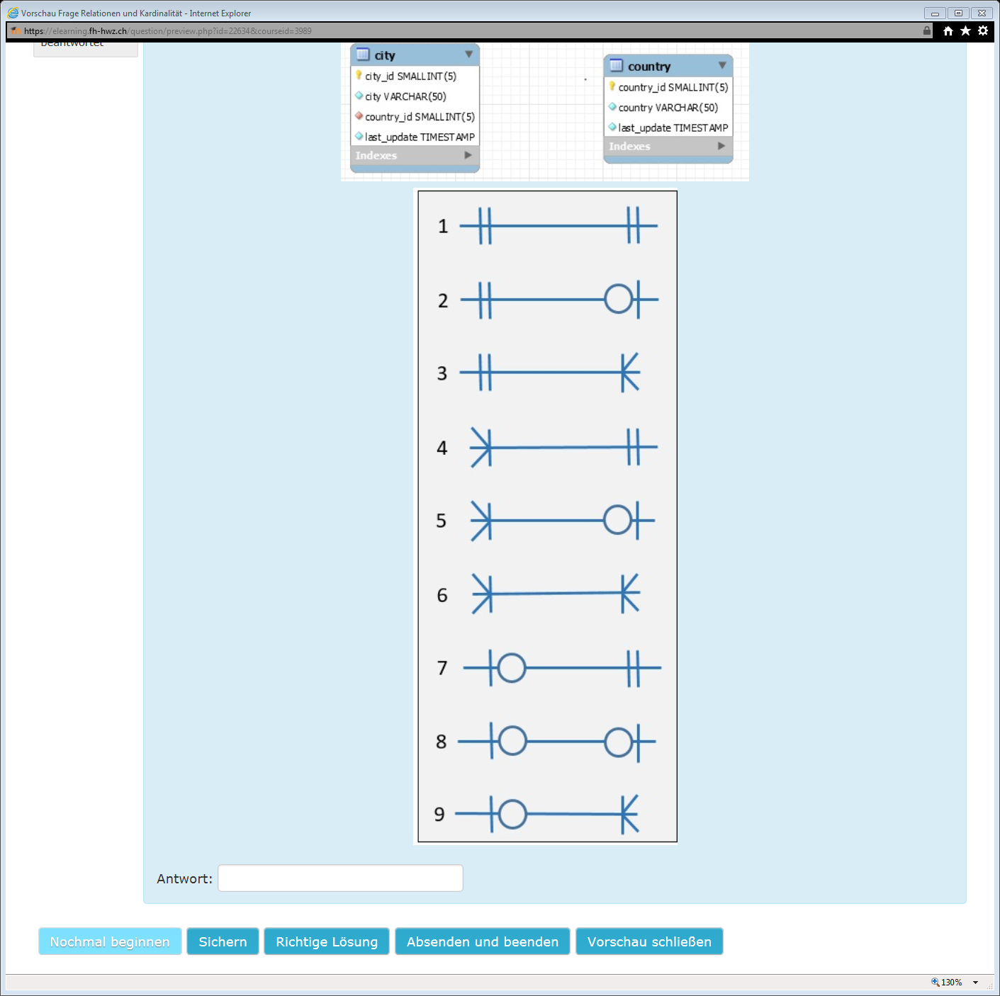 Vorschau Frage Relationen und Kardinalität - Internet Explorer
https://elearning.fh-hwz.ch/question/preview.php?id=22634&courseid=3989
beantwortet
city
city_id SMALLINT(5)
city VARCHAR(50)
country_id SMALLINT(5)
last_update TIMESTAMP
Indexes
country
country_id SMALLINT(5)
country VARCHAR(50)
last_update TIMESTAMP
Indexes
1
2
3
4
5
6
7
8
9
Antwort:
Nochmal beginnen
Sichern
Richtige Lösung
Absenden und beenden
Vorschau schließen
130%